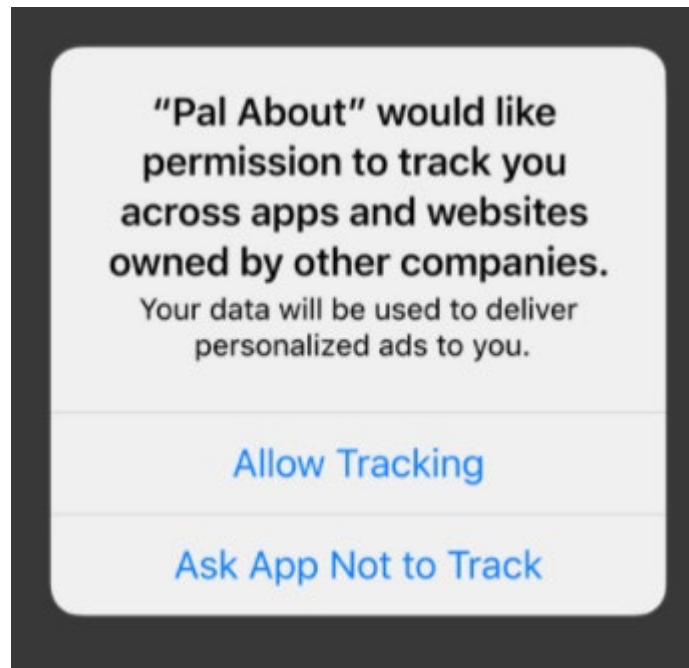 "Pal About" would like
permission to track you
across apps and websites
owned by other companies.
Your data will be used to deliver
personalized ads to you.
Allow Tracking
Ask App Not to Track